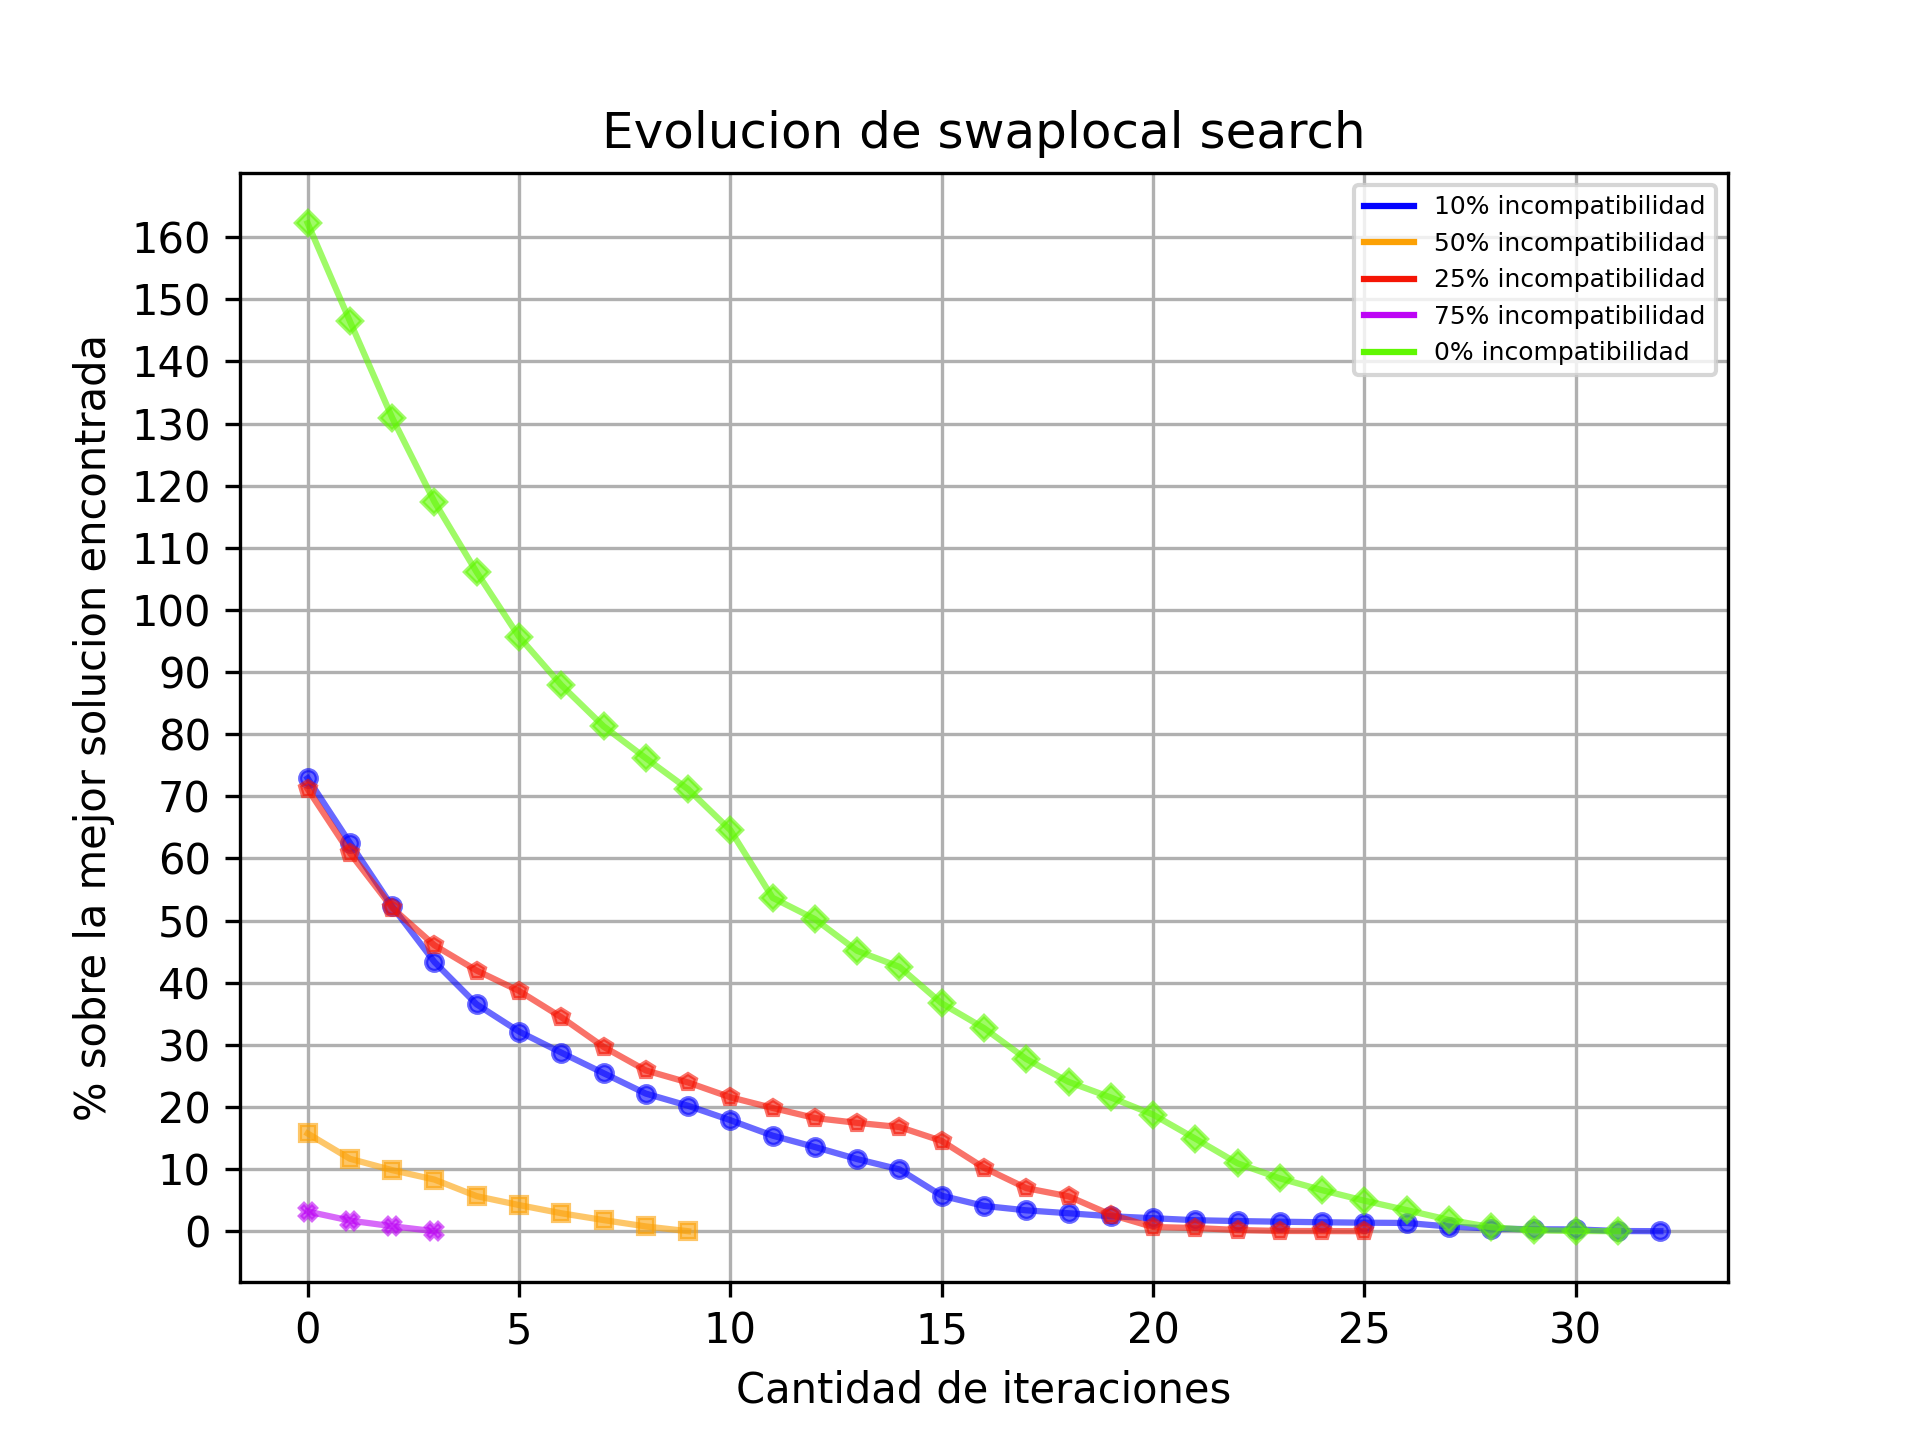 Evolucion de swaplocal search
10% incompatibilidad
50% incompatibilidad
25% incompatibilidad
75% incompatibilidad
0% incompatibilidad
% sobre la mejor solucion encontrada
160
150
140
130
120
110
100
90
80
70
60
50
40
30
20
10
0
0 5 10 15 20 25 30
Cantidad de iteraciones